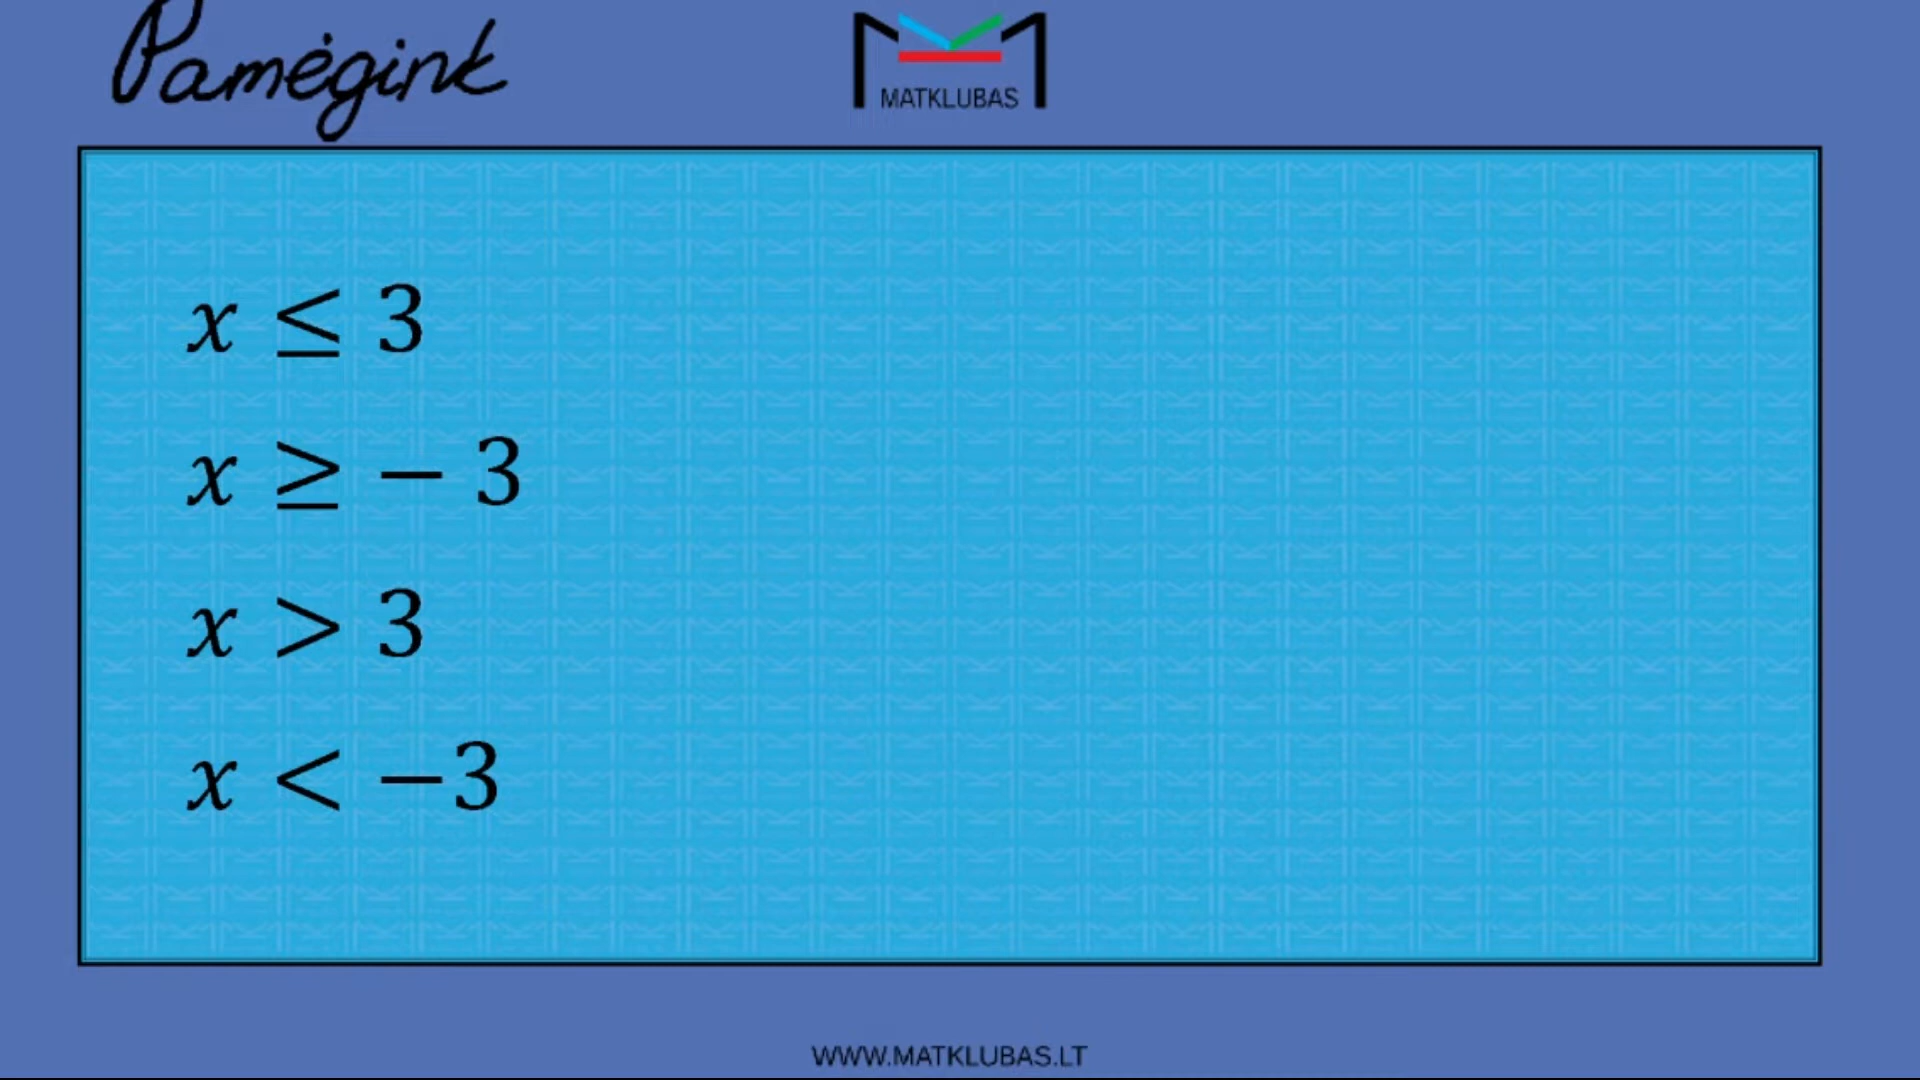 Pamėgink
MATKLUBAS
x ≤ 3
x ≥ − 3
x > 3
x < −3
WWW.MATKLUBAS.LT